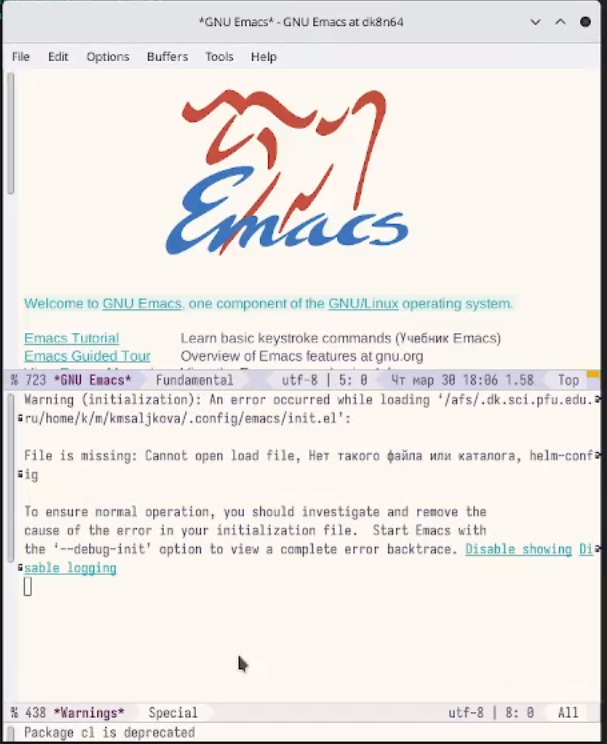 *GNU Emacs* - GNU Emacs at dk8n64
File Edit Options Buffers Tools Help
Emacs
Welcome to GNU Emacs, one component of the GNU/Linux operating system.
Emacs Tutorial Learn basic keystroke commands (Учебник Emacs)
Emacs Guided Tour Overview of Emacs features at gnu.org
% 723 *GNU Emacs* Fundamental utf-8 | 5: 0 Чт мар 30 18:06 1.58 Top
Warning (initialization): An error occurred while loading ‘/afs/.dk.sci.pfu.edu.
ru/home/k/m/kmsaljkova/.config/emacs/init.el’:
File is missing: Cannot open load file, Нет такого файла или каталога, helm-conf
ig
To ensure normal operation, you should investigate and remove the
cause of the error in your initialization file. Start Emacs with
the ‘--debug-init’ option to view a complete error backtrace. Disable showing Di
sable logging
% 438 *Warnings* Special utf-8 | 8: 0 All
Package cl is deprecated